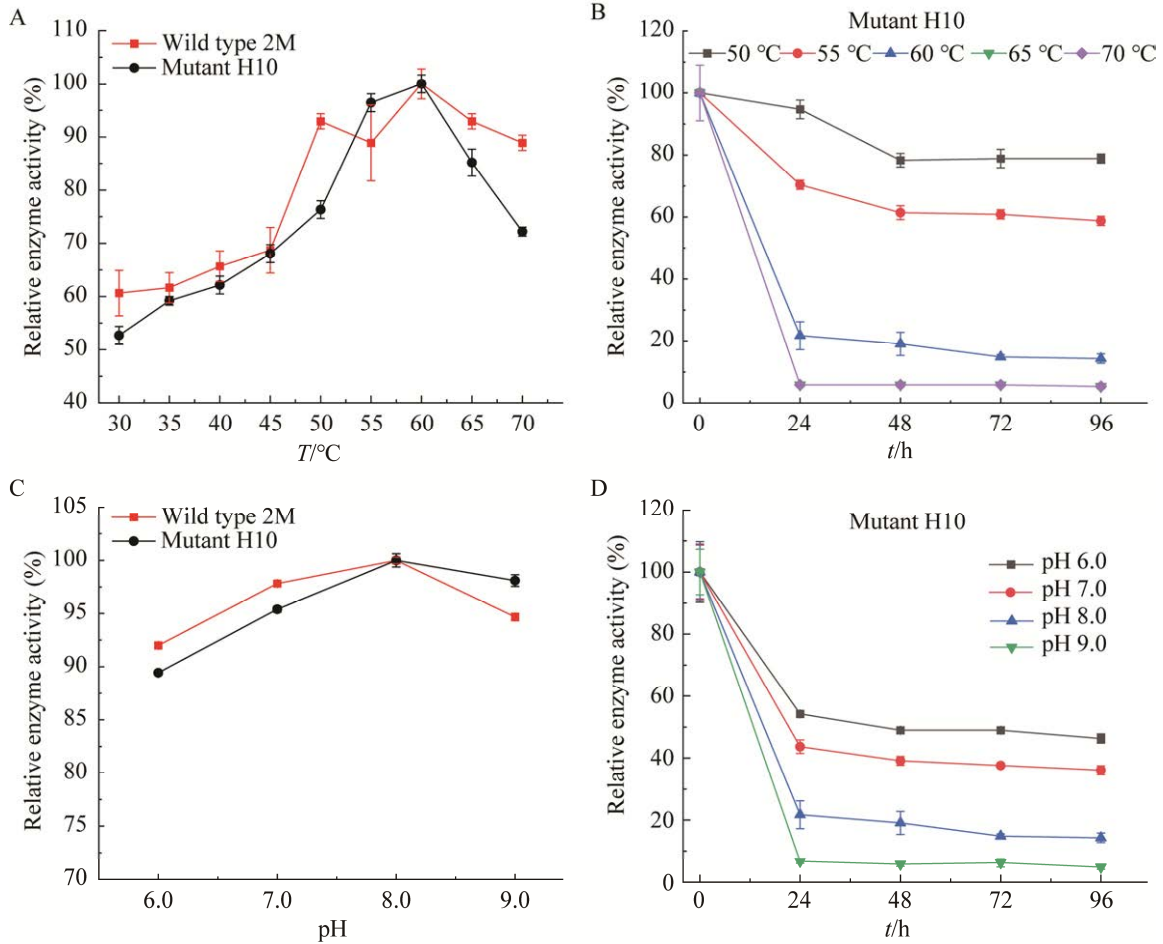 A
Wild type 2M
Mutant H10
Relative enzyme activity (%)
110
100
90
80
70
60
50
40
30 35 40 45 50 55 60 65 70
T/°C
B
Mutant H10
50 ℃ 55 ℃ 60 ℃ 65 ℃ 70 ℃
Relative enzyme activity (%)
120
100
80
60
40
20
0
0 24 48 72 96
t/h
C
Wild type 2M
Mutant H10
Relative enzyme activity (%)
105
100
95
90
85
80
75
70
6.0 7.0 8.0 9.0
pH
D
Mutant H10
pH 6.0
pH 7.0
pH 8.0
pH 9.0
Relative enzyme activity (%)
120
100
80
60
40
20
0
0 24 48 72 96
t/h